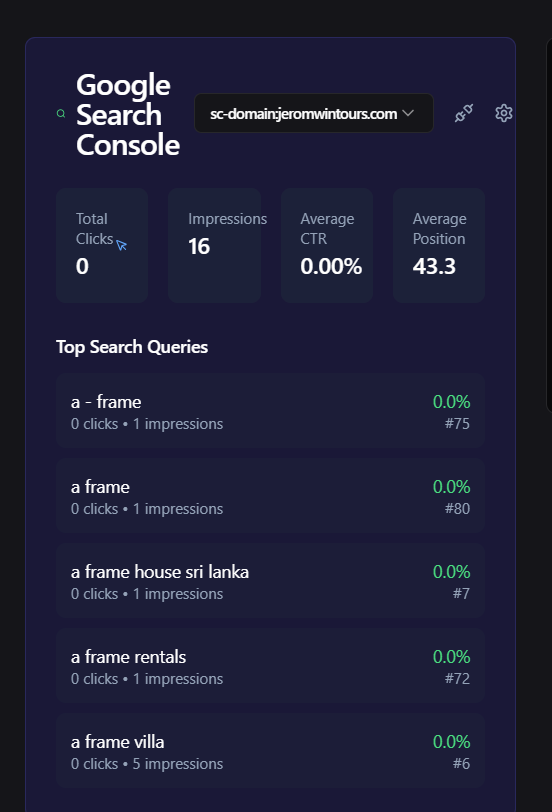 Google
Search
Console
sc-domain:jeromwintours.com
Total
Clicks
0
Impressions
16
Average
CTR
0.00%
Average
Position
43.3
Top Search Queries
a - frame
0.0%
0 clicks • 1 impressions
#75
a frame
0.0%
0 clicks • 1 impressions
#80
a frame house sri lanka
0.0%
0 clicks • 1 impressions
#7
a frame rentals
0.0%
0 clicks • 1 impressions
#72
a frame villa
0.0%
0 clicks • 5 impressions
#6